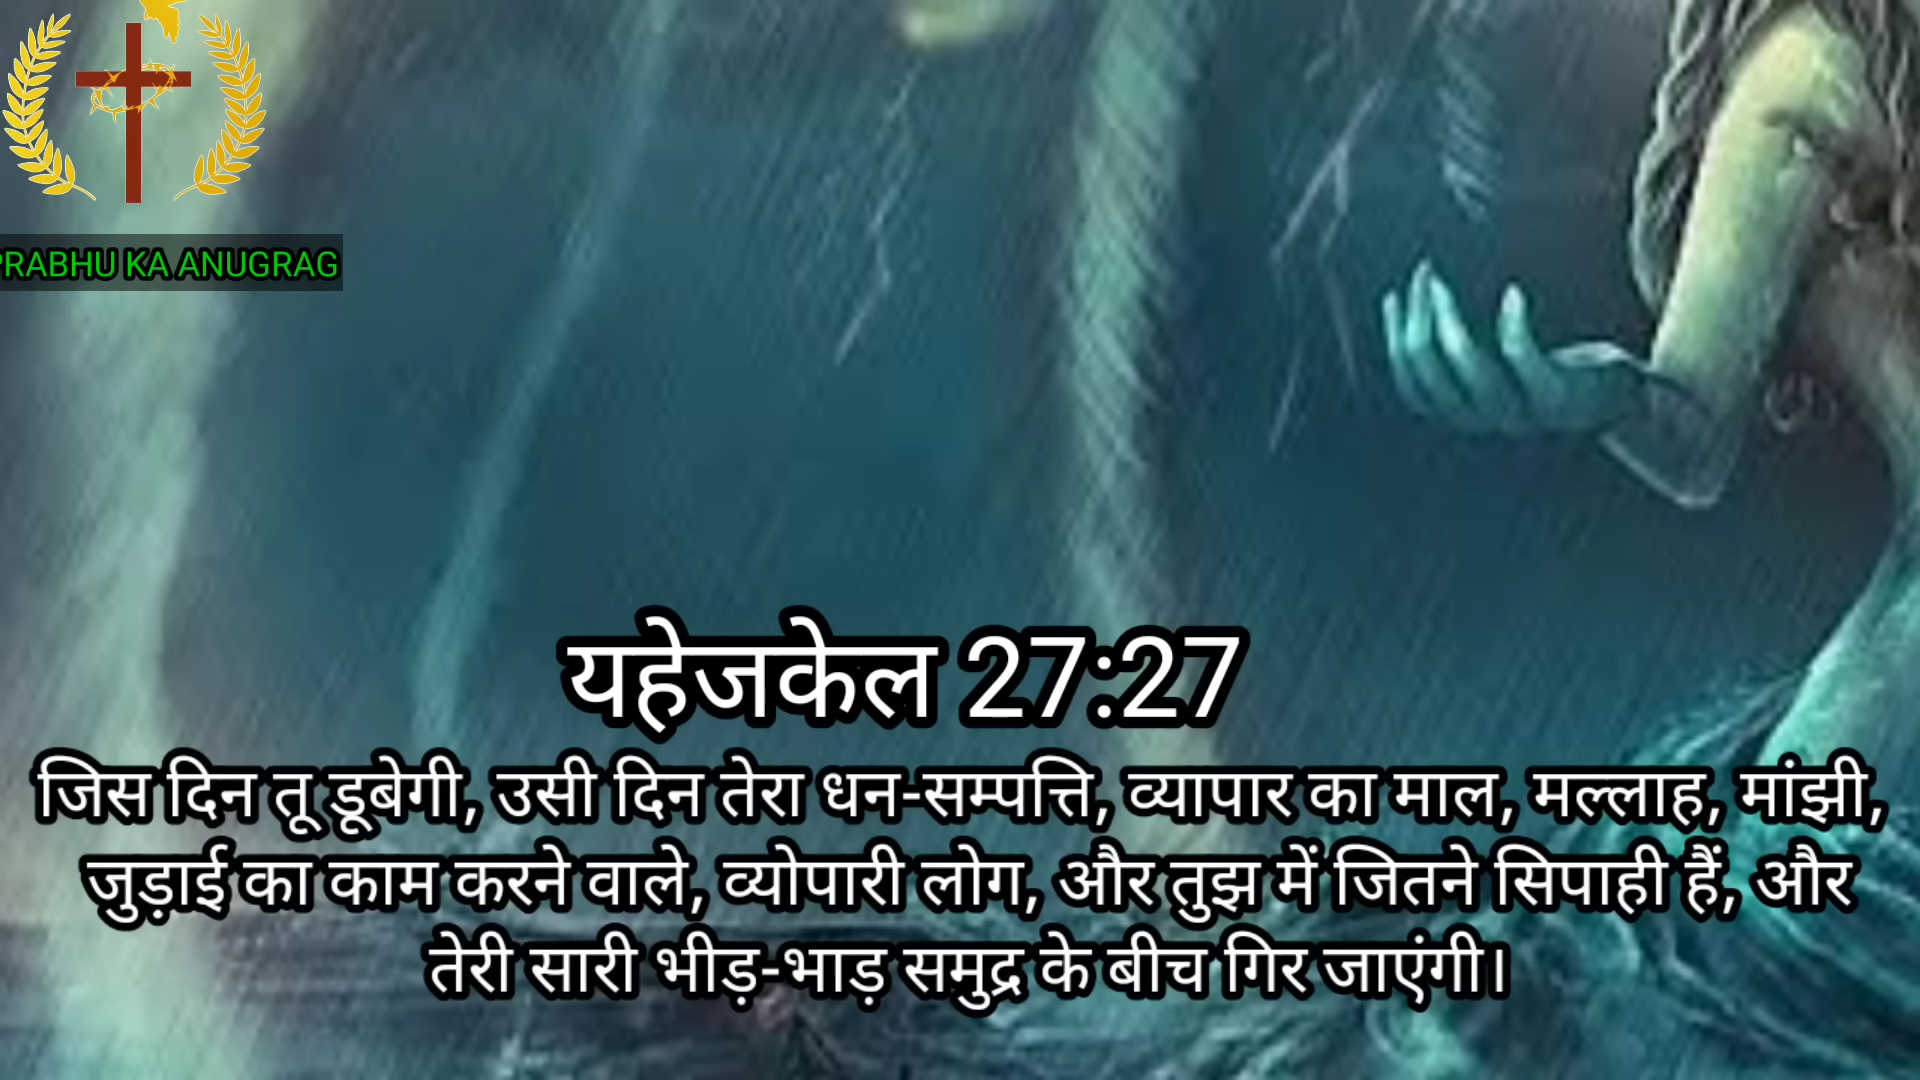 PRABHU KA ANUGRAG
यहेजकेल 27:27
जिस दिन तू डूबेगी, उसी दिन तेरा धन-सम्पत्ति, व्यापार का माल, मल्लाह, मांझी,
जुड़ाई का काम करने वाले, व्योपारी लोग, और तुझ में जितने सिपाही हैं, और
तेरी सारी भीड़-भाड़ समुद्र के बीच गिर जाएंगी।